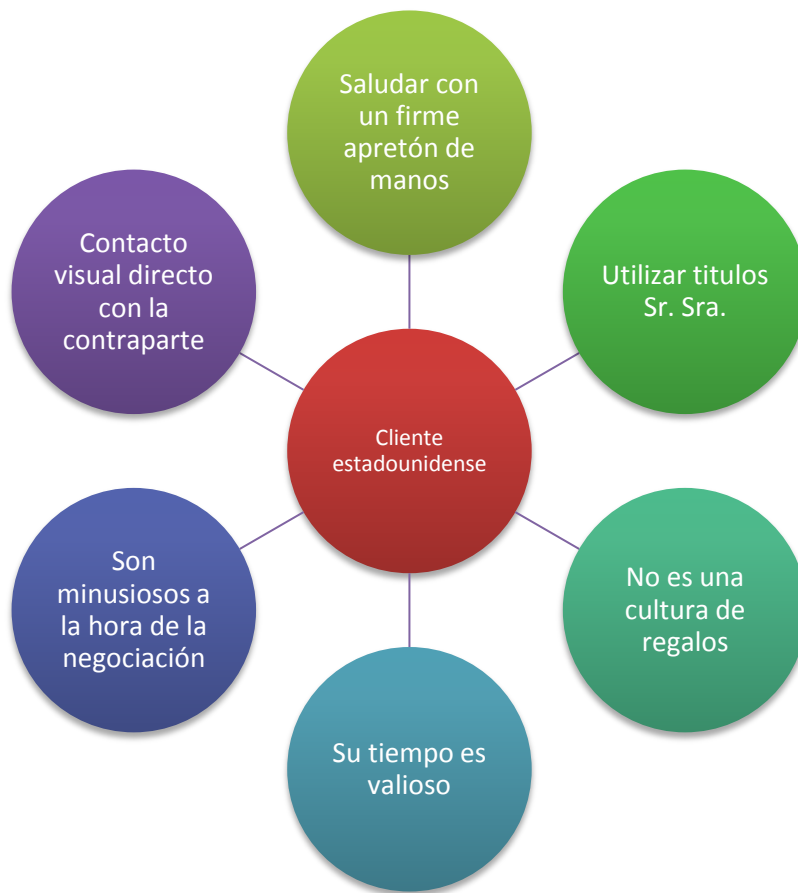 Saludar con
un firme
apretón de
manos
Utilizar titulos
Sr. Sra.
No es una
cultura de
regalos
Su tiempo es
valioso
Son
minusiosos a
la hora de la
negociación
Contacto
visual directo
con la
contraparte
Cliente
estadounidense